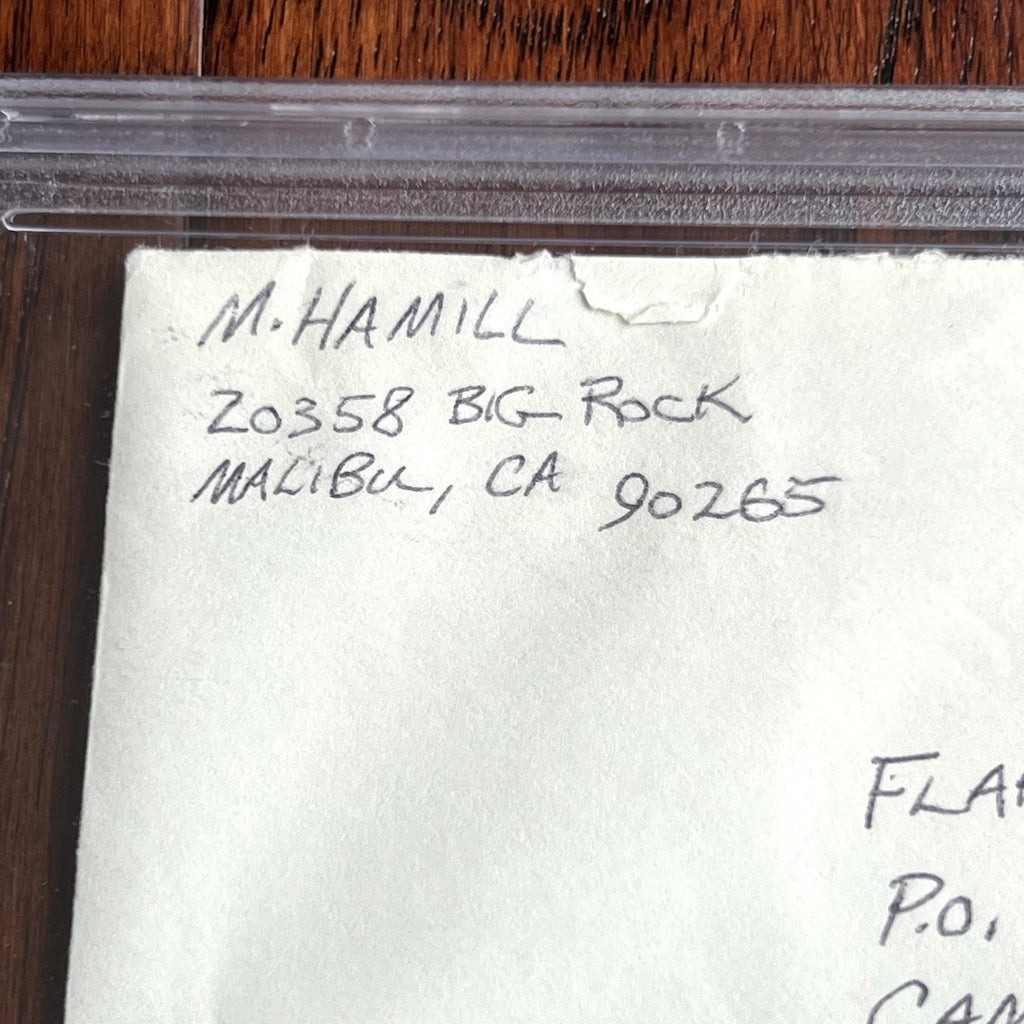 M. HAMILL
20358 BIG ROCK
MALIBU, CA 90265
P.O.